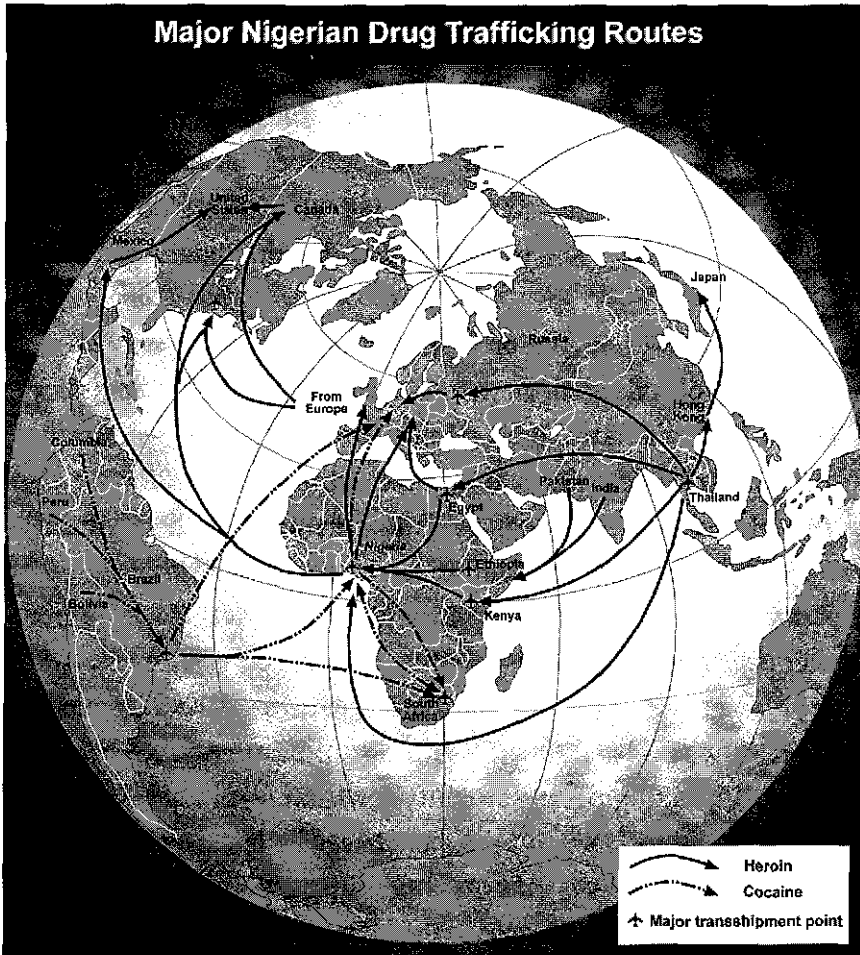 Major Nigerian Drug Trafficking Routes
United
States
Canada
Mexico
Japan
Russia
From
Europe
Hong
Kong
Columbia
Pakistan
India
Thailand
Peru
Egypt
Nigeria
Ethiopia
Brazil
Bolivia
Kenya
South
Africa
Heroin
Cocaine
Major transshipment point